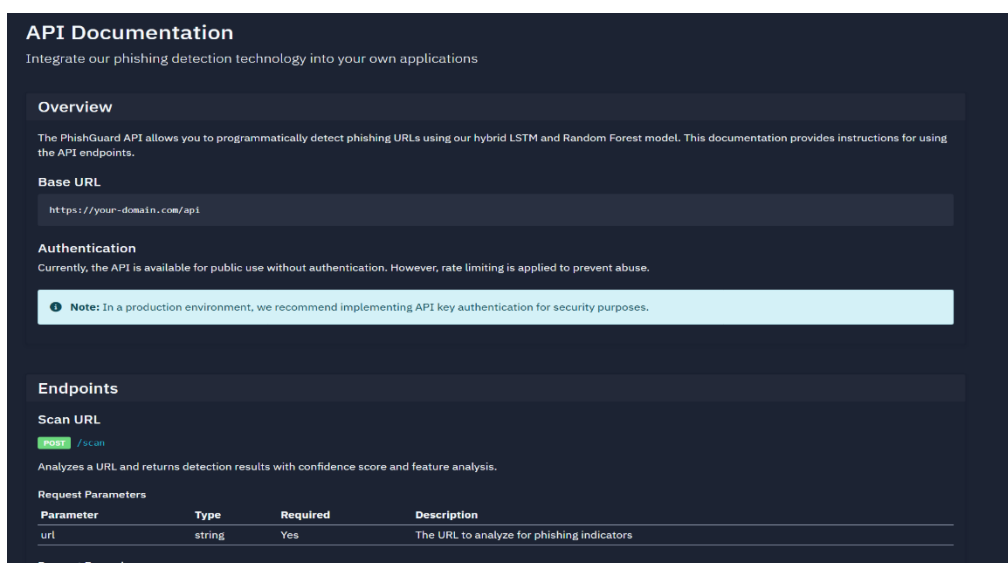 API Documentation
Integrate our phishing detection technology into your own applications
Overview
The PhishGuard API allows you to programmatically detect phishing URLs using our hybrid LSTM and Random Forest model. This documentation provides instructions for using
the API endpoints.
Base URL
https://your-domain.com/api
Authentication
Currently, the API is available for public use without authentication. However, rate limiting is applied to prevent abuse.
Note: In a production environment, we recommend implementing API key authentication for security purposes.
Endpoints
Scan URL
POST /scan
Analyzes a URL and returns detection results with confidence score and feature analysis.
Request Parameters
Parameter Type Required Description
url string Yes The URL to analyze for phishing indicators